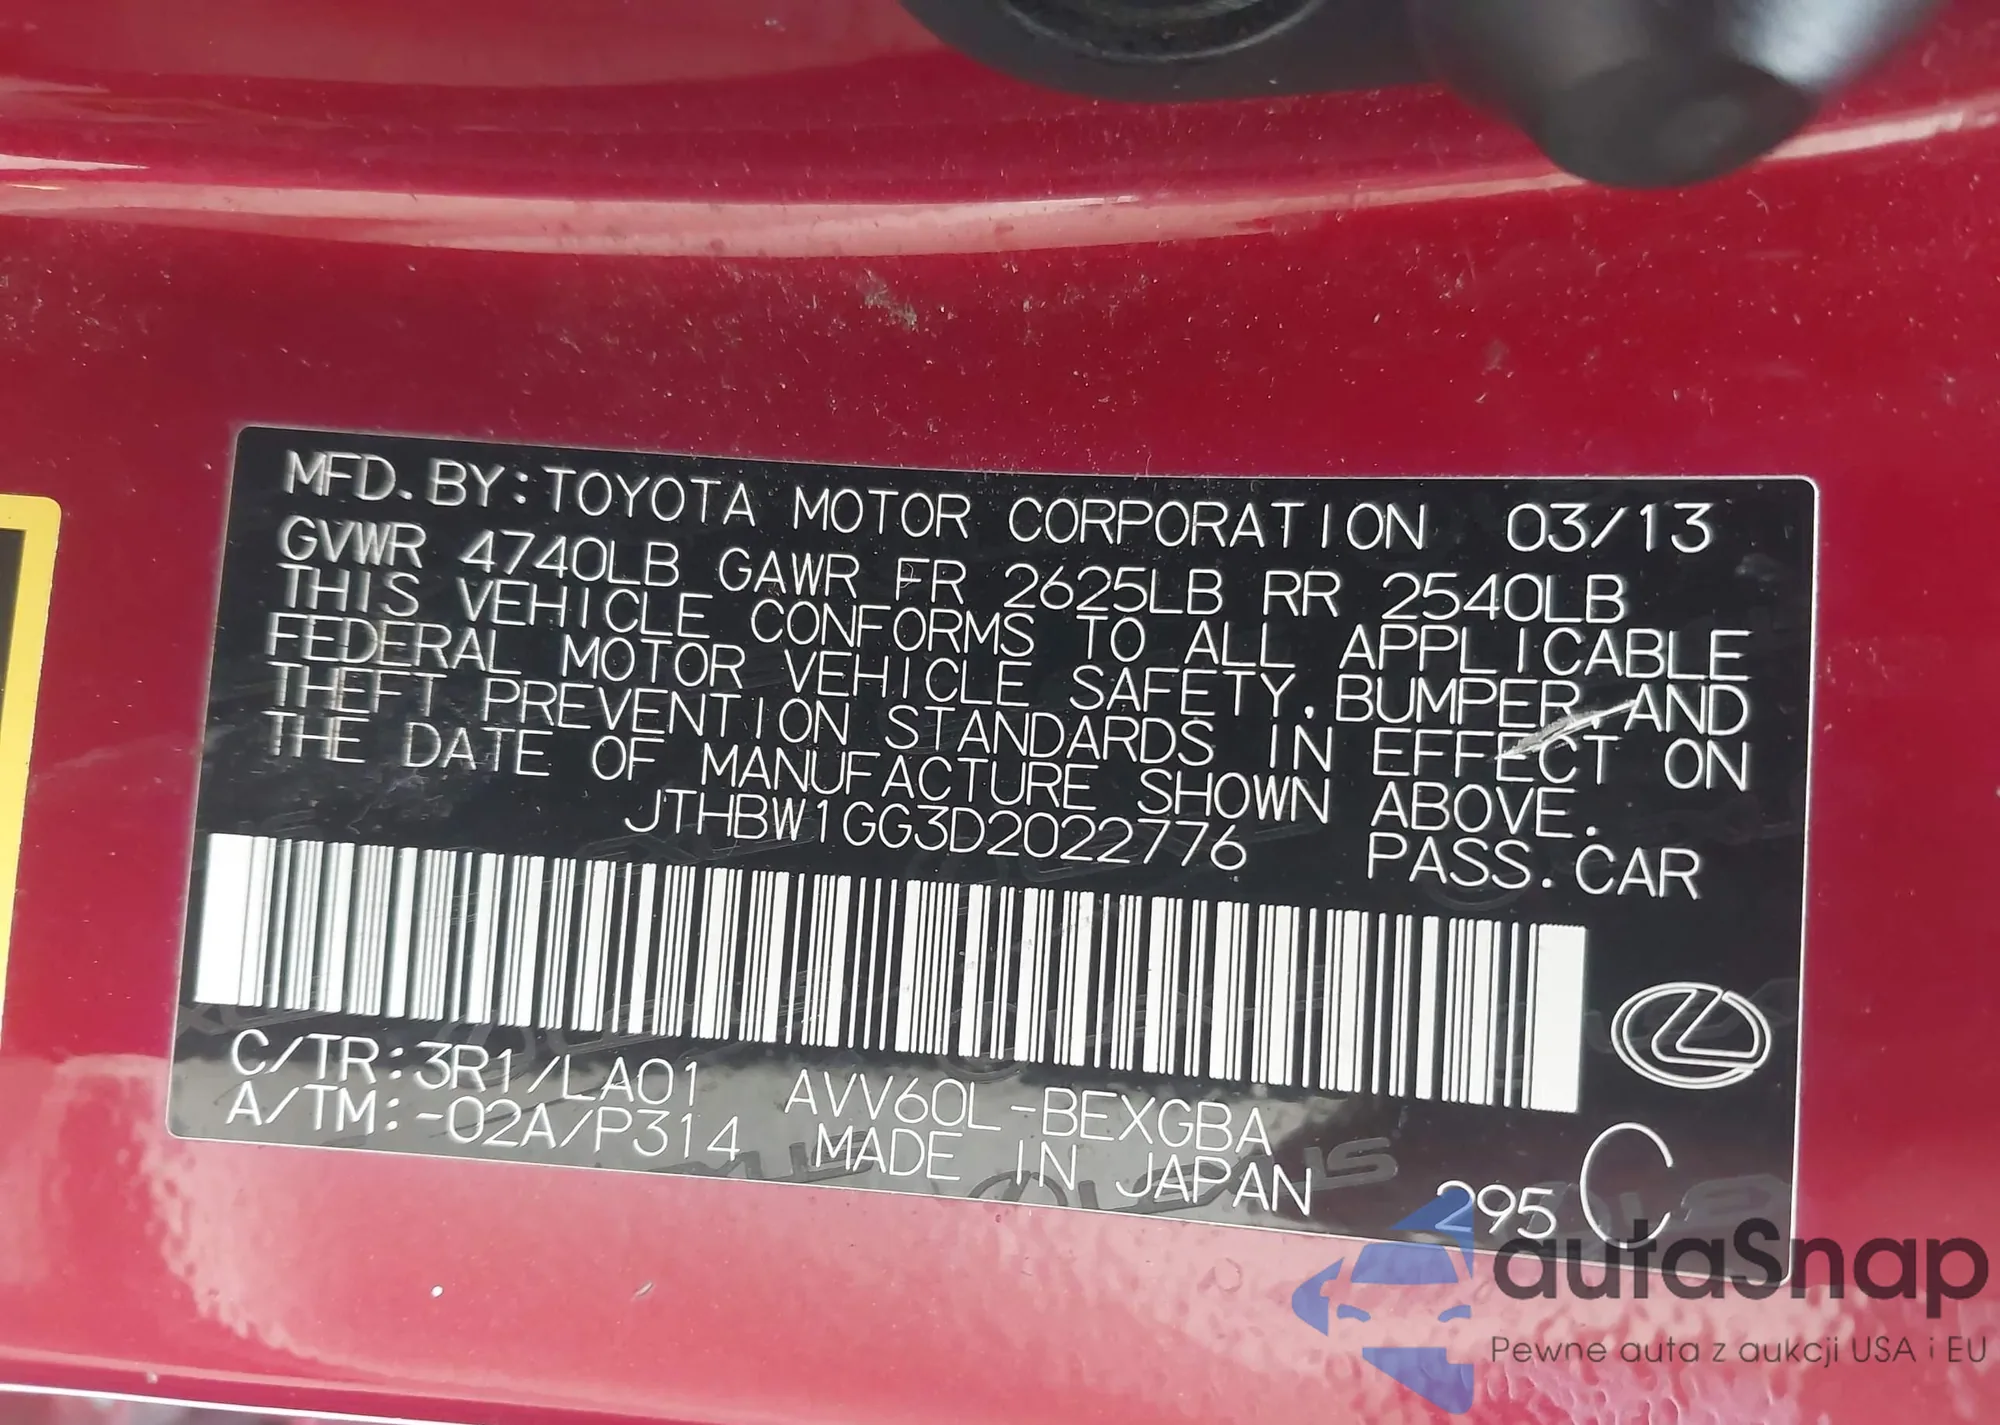 MFD. BY: TOYOTA MOTOR CORPORATION 03/13
GVWR 4740LB GAWR FR 2625LB RR 2540LB
THIS VEHICLE CONFORMS TO ALL APPLICABLE
FEDERAL MOTOR VEHICLE SAFETY, BUMPER, AND
THEFT PREVENTION STANDARDS IN EFFECT ON
THE DATE OF MANUFACTURE SHOWN ABOVE.
JTHBW1GG3D2022776 PASS. CAR
C/TR: 3R1/LA01 AVV60L-BEXGBA
A/TM: -02A/P314 MADE IN JAPAN
295 C
autaSnap
Pewne auta z aukcji USA i EU